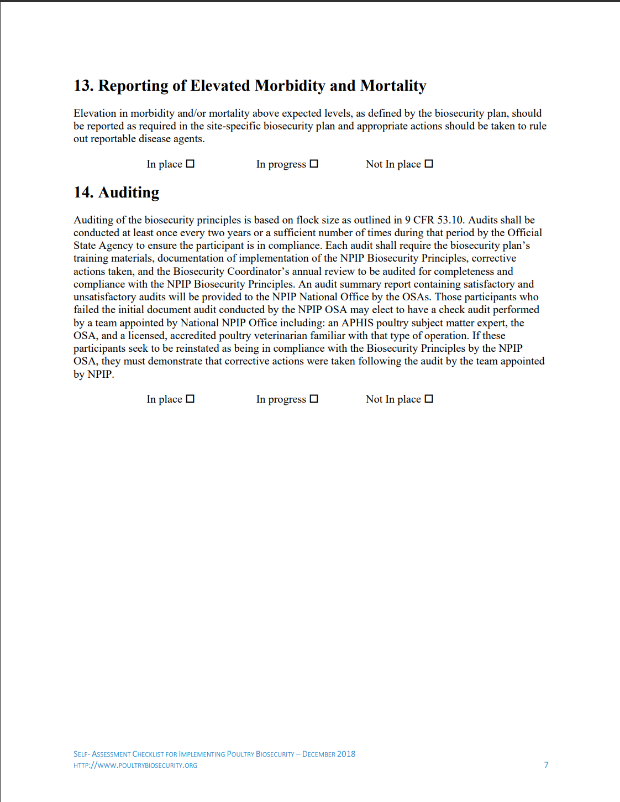 13. Reporting of Elevated Morbidity and Mortality
Elevation in morbidity and/or mortality above expected levels, as defined by the biosecurity plan, should
be reported as required in the site-specific biosecurity plan and appropriate actions should be taken to rule
out reportable disease agents.
In place ☐ In progress ☐ Not In place ☐
14. Auditing
Auditing of the biosecurity principles is based on flock size as outlined in 9 CFR 53.10. Audits shall be
conducted at least once every two years or a sufficient number of times during that period by the Official
State Agency to ensure the participant is in compliance. Each audit shall require the biosecurity plan’s
training materials, documentation of implementation of the NPIP Biosecurity Principles, corrective
actions taken, and the Biosecurity Coordinator’s annual review to be audited for completeness and
compliance with the NPIP Biosecurity Principles. An audit summary report containing satisfactory and
unsatisfactory audits will be provided to the NPIP National Office by the OSAs. Those participants who
failed the initial document audit conducted by the NPIP OSA may elect to have a check audit performed
by a team appointed by National NPIP Office including: an APHIS poultry subject matter expert, the
OSA, and a licensed, accredited poultry veterinarian familiar with that type of operation. If these
participants seek to be reinstated as being in compliance with the Biosecurity Principles by the NPIP
OSA, they must demonstrate that corrective actions were taken following the audit by the team appointed
by NPIP.
In place ☐ In progress ☐ Not In place ☐
SELF- ASSESSMENT CHECKLIST FOR IMPLEMENTING POULTRY BIOSECURITY – DECEMBER 2018
HTTP://WWW.POULTRYBIOSECURITY.ORG 7